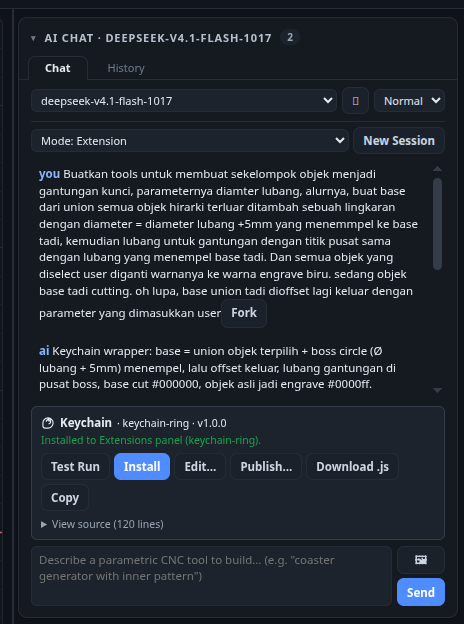 ▾ AI CHAT · DEEPSEEK-V4.1-FLASH-1017 2
Chat History
deepseek-v4.1-flash-1017 Normal
Mode: Extension New Session
you Buatkan tools untuk membuat sekelompok objek menjadi
gantungan kunci, parameternya diamter lubang, alurnya, buat base
dari union semua objek hirarki terluar ditambah sebuah lingkaran
dengan diameter = diameter lubang +5mm yang menemmpel ke base
tadi, kemudian lubang untuk gantungan dengan titik pusat sama
dengan lubang yang menempel base tadi. Dan semua objek yang
diselect user diganti warnanya ke warna engrave biru. sedang objek
base tadi cutting. oh lupa, base union tadi dioffset lagi keluar dengan
parameter yang dimasukkan user Fork
ai Keychain wrapper: base = union objek terpilih + boss circle (Ø
lubang + 5mm) menempel, lalu offset keluar, lubang gantungan di
pusat boss, base cut #000000, objek asli jadi engrave #0000ff.
Keychain · keychain-ring · v1.0.0
Installed to Extensions panel (keychain-ring).
Test Run Install Edit... Publish... Download .js
Copy
▶ View source (120 lines)
Describe a parametric CNC tool to build... (e.g. "coaster
generator with inner pattern")
Send